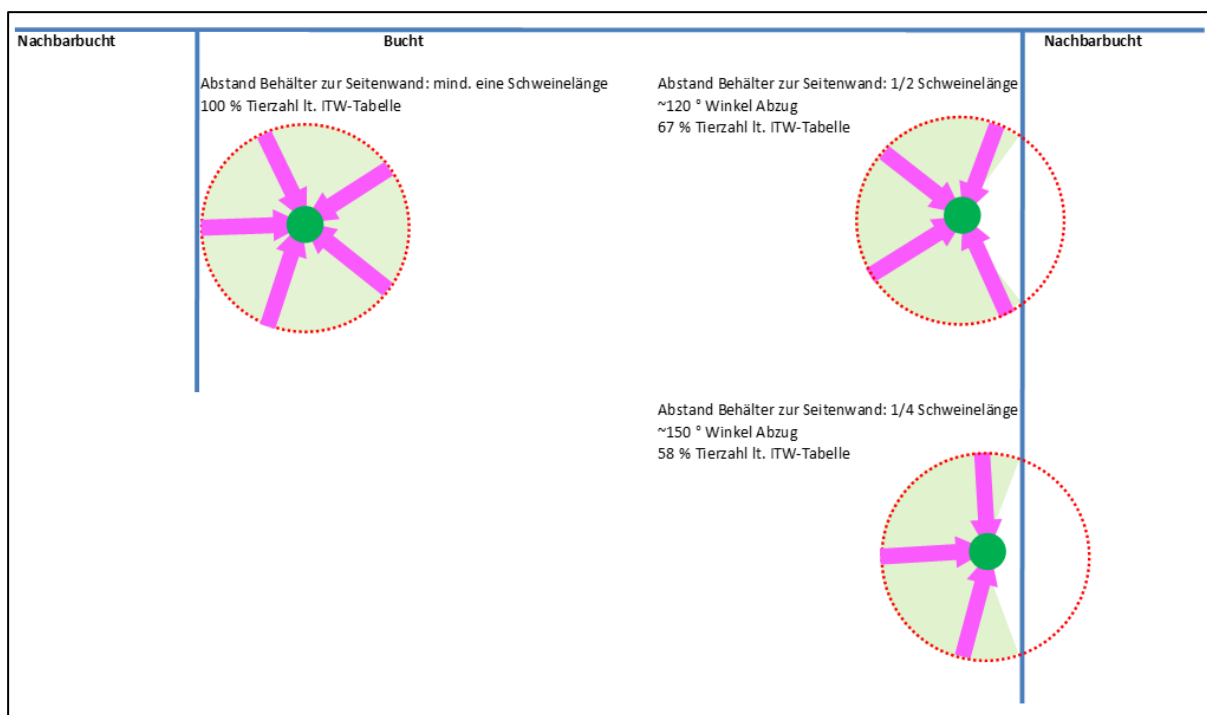 Nachbarbucht
Bucht
Nachbarbucht
Abstand Behälter zur Seitenwand: mind. eine Schweinelänge
100 % Tierzahl lt. ITW-Tabelle
Abstand Behälter zur Seitenwand: 1/2 Schweinelänge
~120 ° Winkel Abzug
67 % Tierzahl lt. ITW-Tabelle
Abstand Behälter zur Seitenwand: 1/4 Schweinelänge
~150 ° Winkel Abzug
58 % Tierzahl lt. ITW-Tabelle